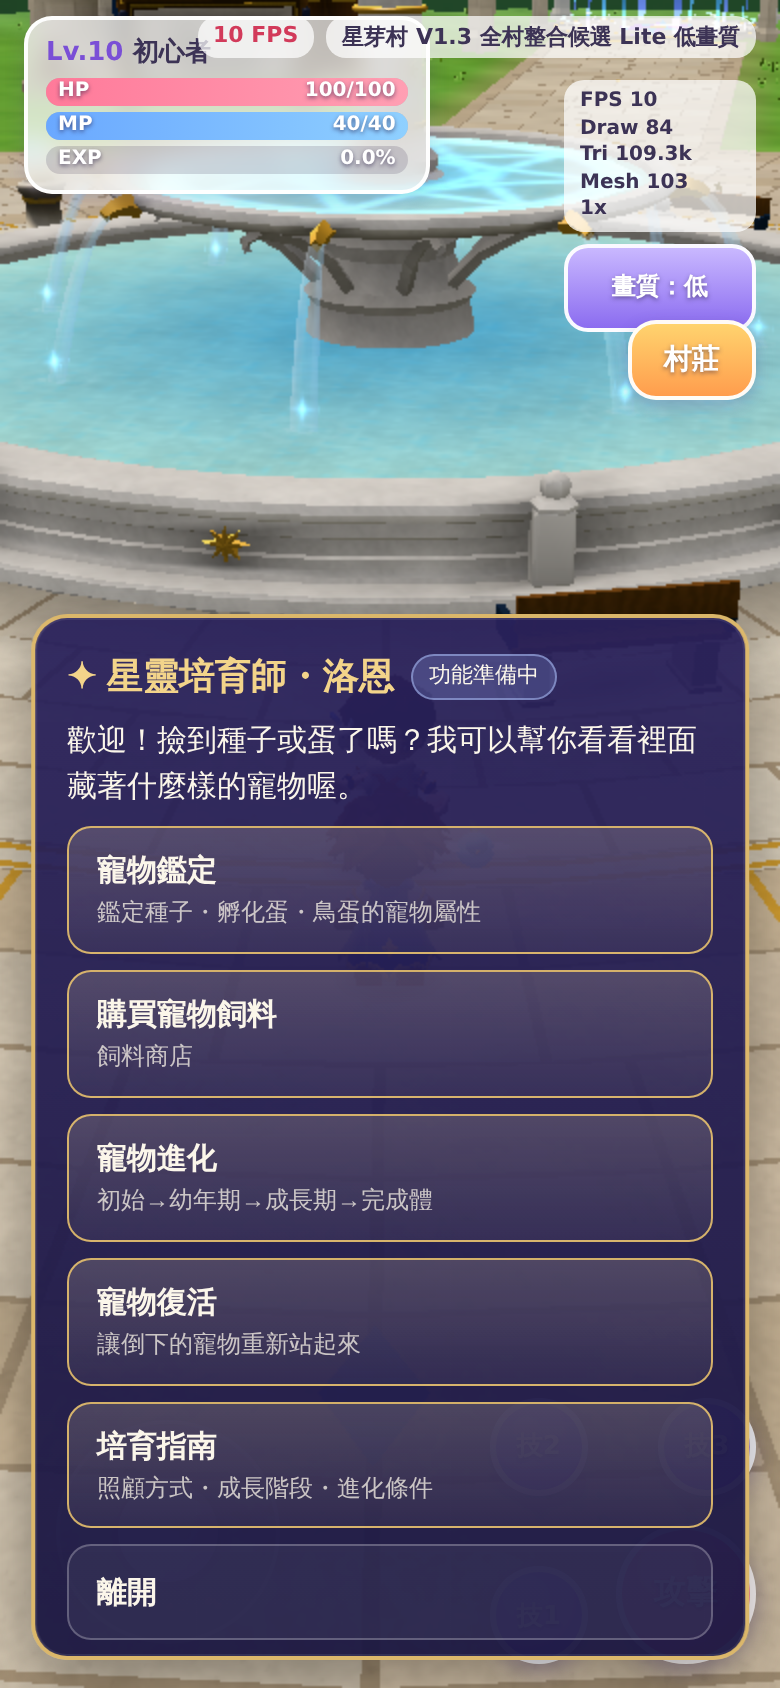 Lv.10 初心者
10 FPS
星芽村 V1.3 全村整合候選 Lite 低畫質
HP 100/100
MP 40/40
EXP 0.0%
FPS 10
Draw 84
Tri 109.3k
Mesh 103
1x
畫質：低
村莊
✦ 星靈培育師・洛恩 功能準備中
歡迎！撿到種子或蛋了嗎？我可以幫你看看裡面
藏著什麼樣的寵物喔。
寵物鑑定
鑑定種子・孵化蛋・鳥蛋的寵物屬性
購買寵物飼料
飼料商店
寵物進化
初始→幼年期→成長期→完成體
寵物復活
讓倒下的寵物重新站起來
培育指南
照顧方式・成長階段・進化條件
技2
技3
離開
技1
攻擊